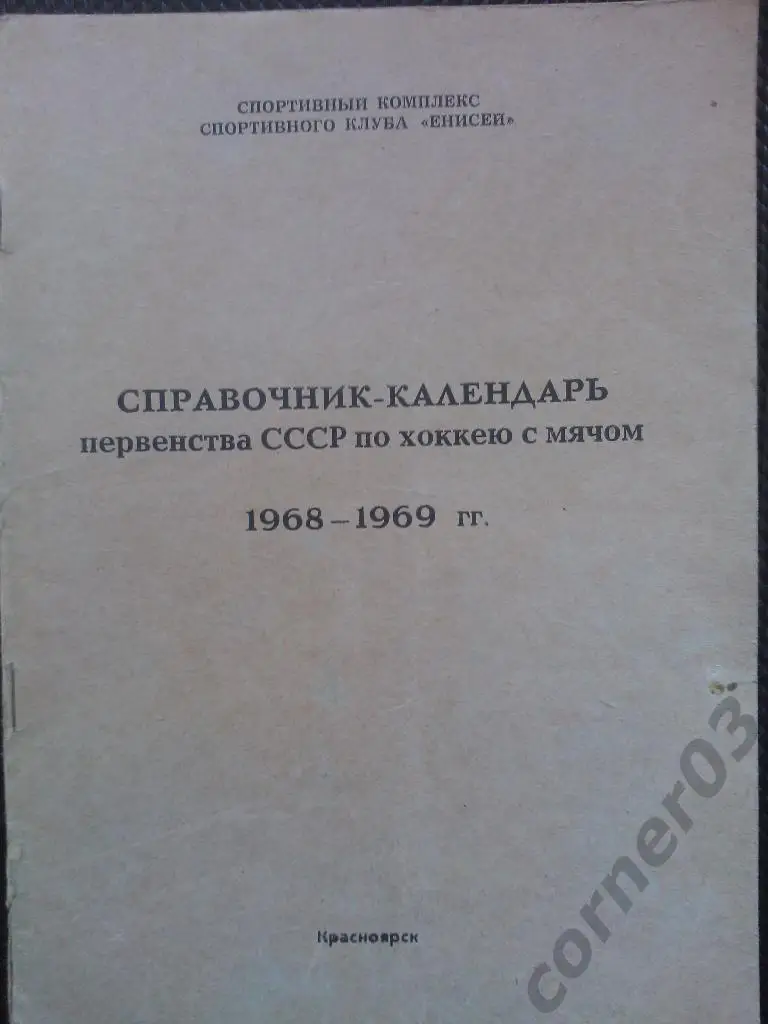 СПОРТИВНЫЙ КОМПЛЕКС
СПОРТИВНОГО КЛУБА «ЕНИСЕЙ»
СПРАВОЧНИК-КАЛЕНДАРЬ
первенства СССР по хоккею с мячом
1968–1969 гг.
Красноярск
corner03